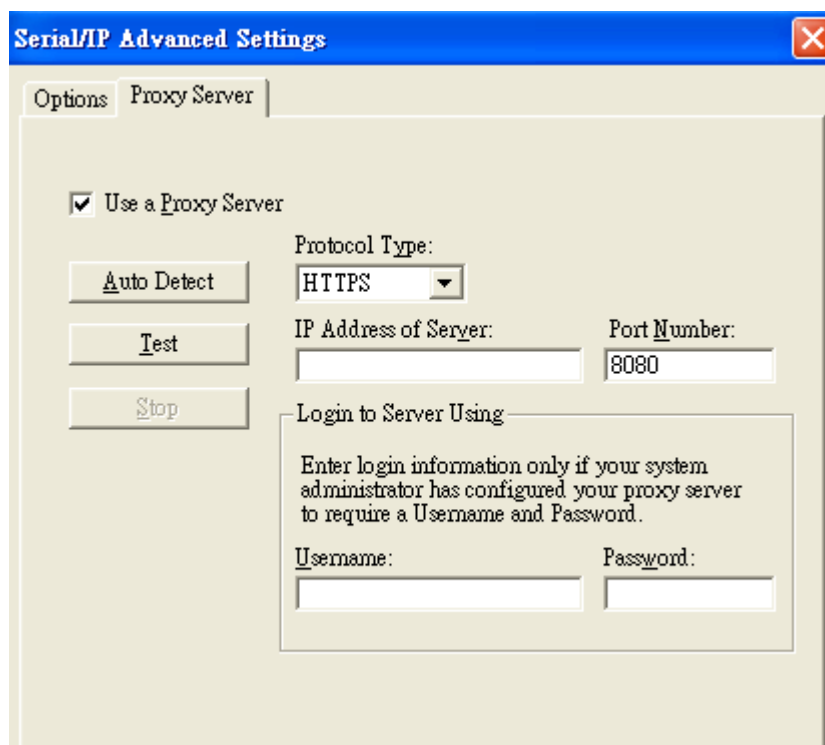 Serial/IP Advanced Settings
Options
Proxy Server
Use a Proxy Server
Auto Detect
Test
Stop
Protocol Type:
HTTPS
IP Address of Server:
Port Number:
8080
Login to Server Using
Enter login information only if your system
administrator has configured your proxy server
to require a Username and Password.
Username:
Password: